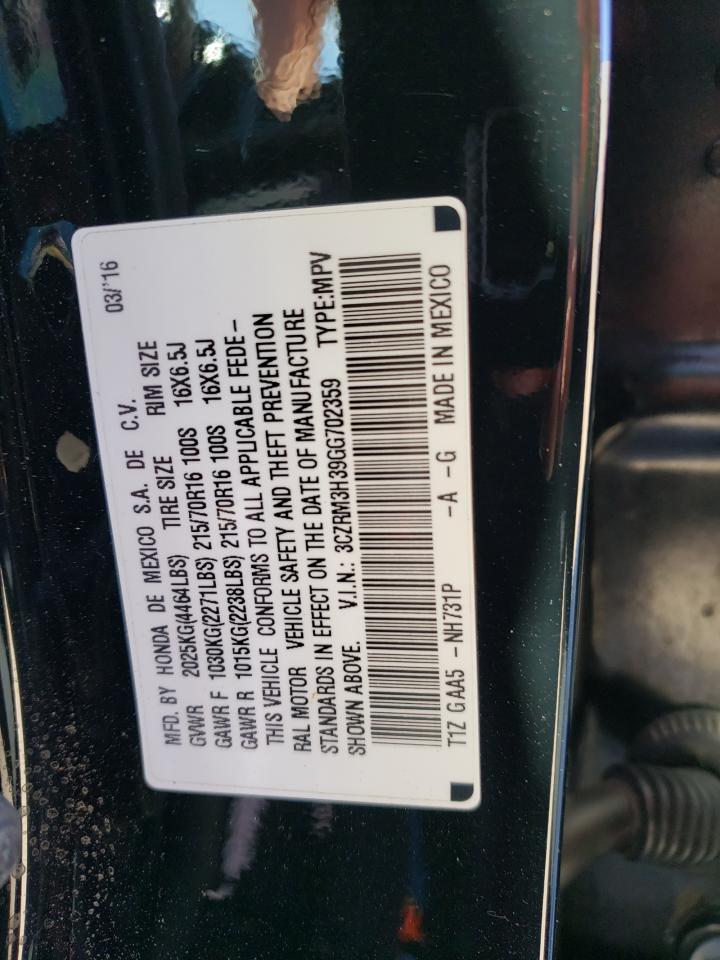 03/'16
MFD. BY HONDA DE MEXICO S.A. DE C.V.
GVWR 2025KG(4464LBS) TIRE SIZE RIM SIZE
GAWR F 1030KG(2271LBS) 215/70R16 100S 16X6.5J
GAWR R 1015KG(2238LBS) 215/70R16 100S 16X6.5J
THIS VEHICLE CONFORMS TO ALL APPLICABLE FEDE-
RAL MOTOR VEHICLE SAFETY AND THEFT PREVENTION
STANDARDS IN EFFECT ON THE DATE OF MANUFACTURE
SHOWN ABOVE. V.I.N.: 3CZRM3H39GG702359 TYPE:MPV
T1Z GAA5 -NH731P -A -G MADE IN MEXICO